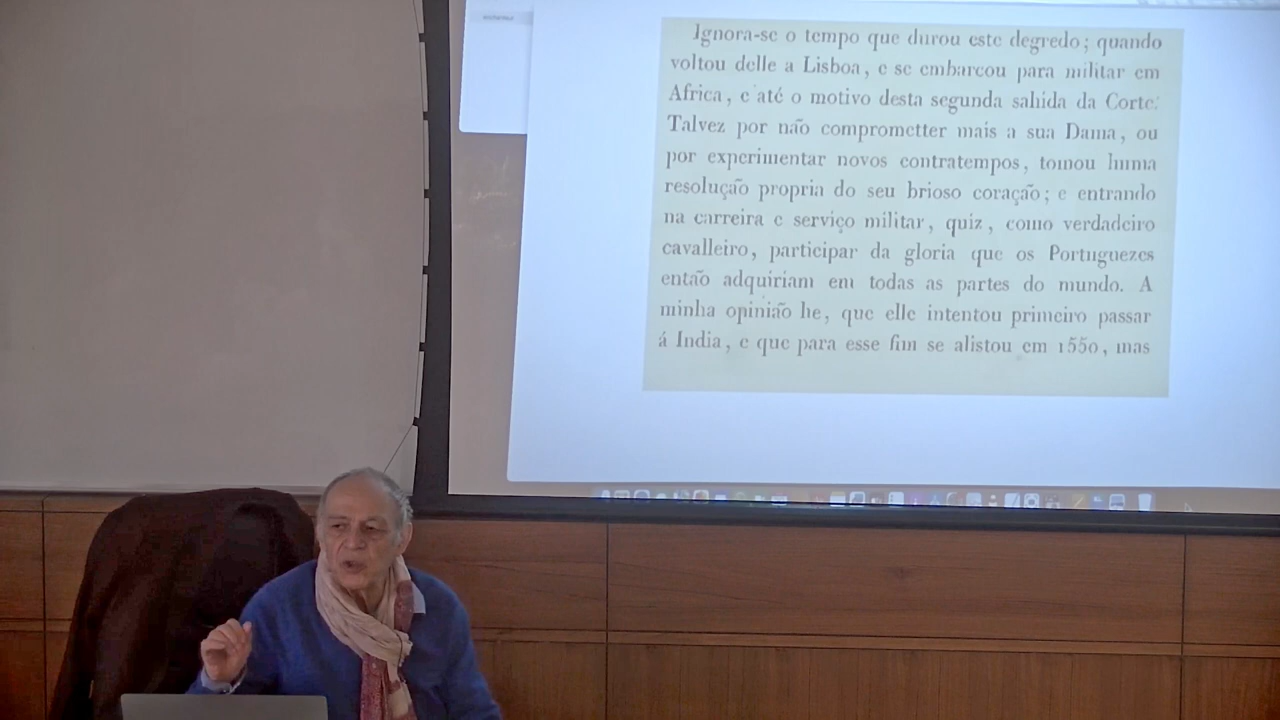 Ignora-se o tempo que durou este degredo; quando
voltou delle a Lisboa, e se embarcou para militar em
Africa, e até o motivo desta segunda sahida da Corte.
Talvez por não comprometter mais a sua Dama, ou
por experimentar novos contratempos, tomou huma
resolução propria do seu brioso coração; e entrando
na carreira e serviço militar, quiz, como verdadeiro
cavalleiro, participar da gloria que os Portuguezes
então adquiriam em todas as partes do mundo. A
minha opinião he, que elle intentou primeiro passar
á India, e que para esse fim se alistou em 1550, mas